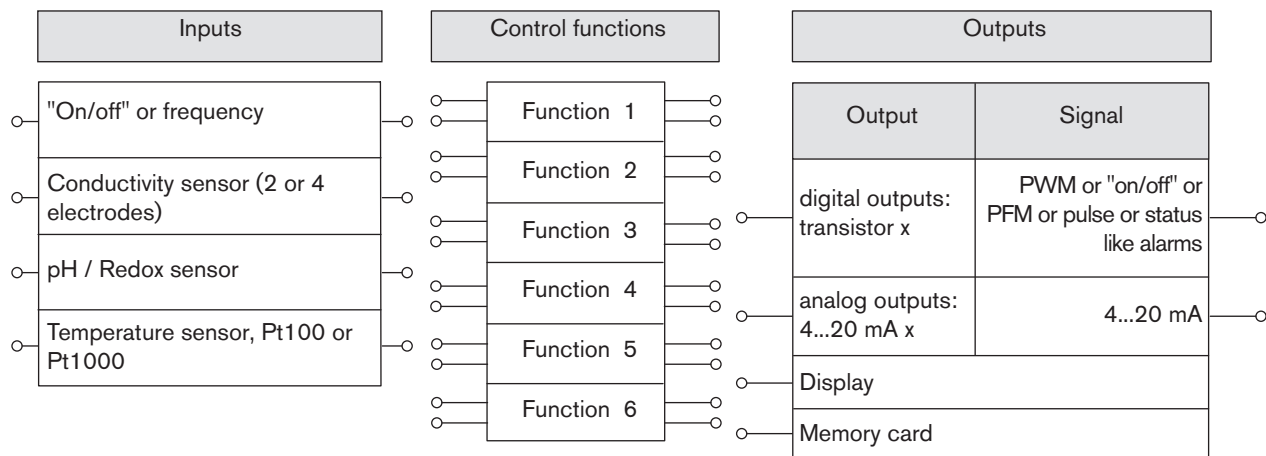 Inputs
"On/off" or frequency
Conductivity sensor (2 or 4
electrodes)
pH / Redox sensor
Temperature sensor, Pt100 or
Pt1000
Control functions
Function 1
Function 2
Function 3
Function 4
Function 5
Function 6
Outputs
Output
Signal
digital outputs:
transistor x
PWM or "on/off" or
PFM or pulse or status
like alarms
analog outputs:
4...20 mA x
4...20 mA
Display
Memory card